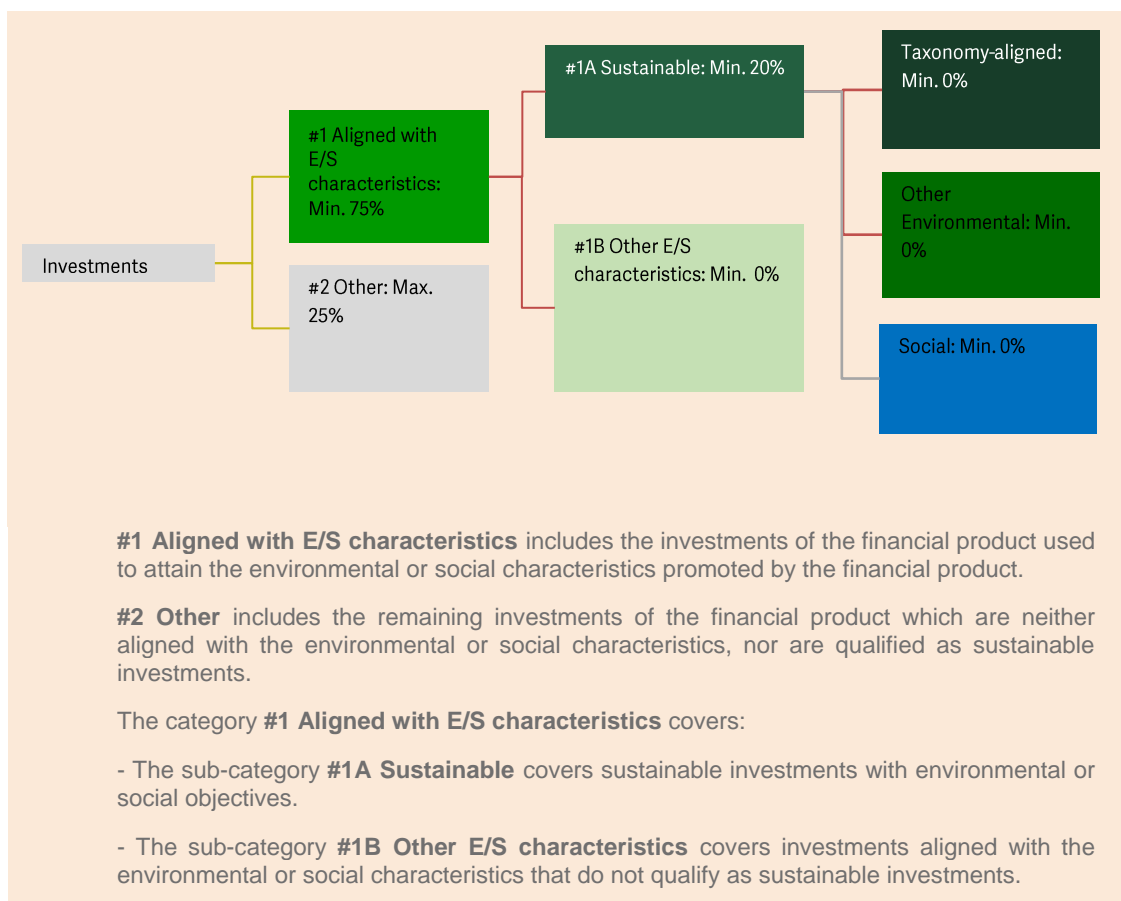 Investments
#1 Aligned with
E/S
characteristics:
Min. 75%
#2 Other: Max.
25%
#1A Sustainable: Min. 20%
#1B Other E/S
characteristics: Min. 0%
Taxonomy-aligned:
Min. 0%
Other
Environmental: Min.
0%
Social: Min. 0%
#1 Aligned with E/S characteristics includes the investments of the financial product used
to attain the environmental or social characteristics promoted by the financial product.
#2 Other includes the remaining investments of the financial product which are neither
aligned with the environmental or social characteristics, nor are qualified as sustainable
investments.
The category #1 Aligned with E/S characteristics covers:
- The sub-category #1A Sustainable covers sustainable investments with environmental or
social objectives.
- The sub-category #1B Other E/S characteristics covers investments aligned with the
environmental or social characteristics that do not qualify as sustainable investments.